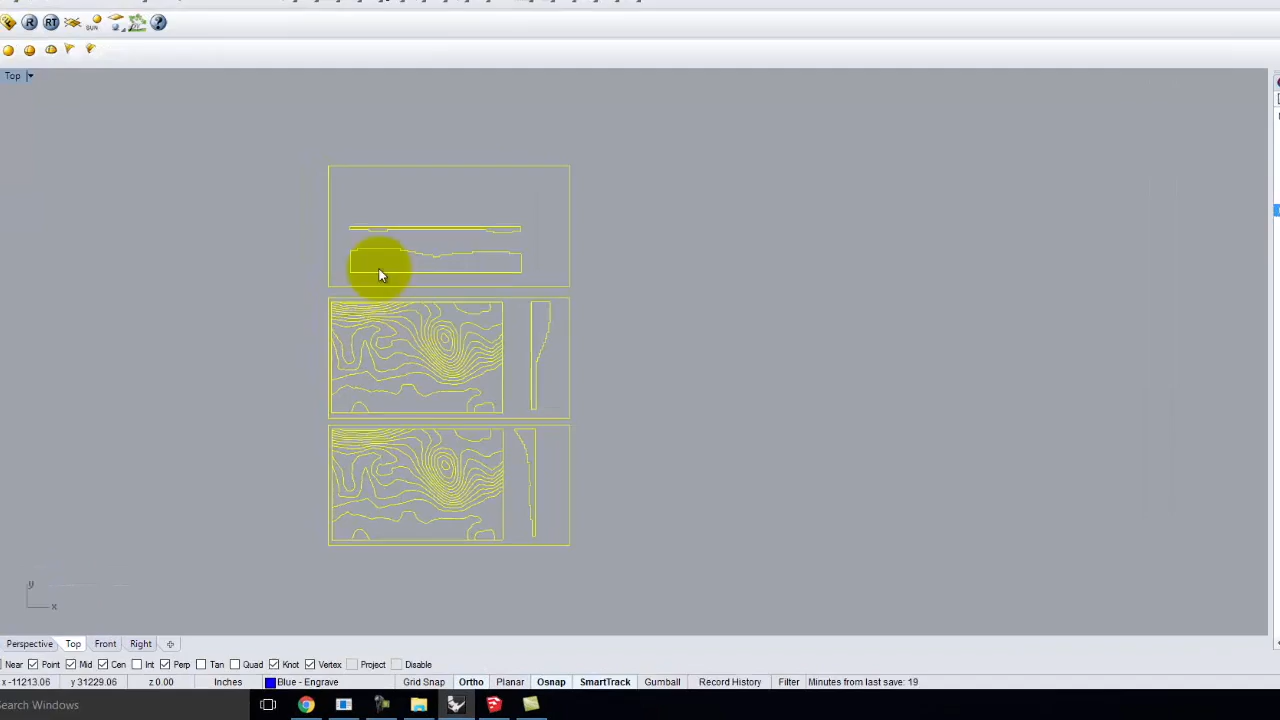 R RT SUN ?
Top
y
x
Perspective Top Front Right
Near Point Mid Cen Int Perp Tan Quad Knot Vertex Project Disable
x -11213.06 y 31229.06 z 0.00 Inches Blue - Engrave Grid Snap Ortho Planar Osnap SmartTrack Gumball Record History Filter Minutes from last save: 19
Search Windows